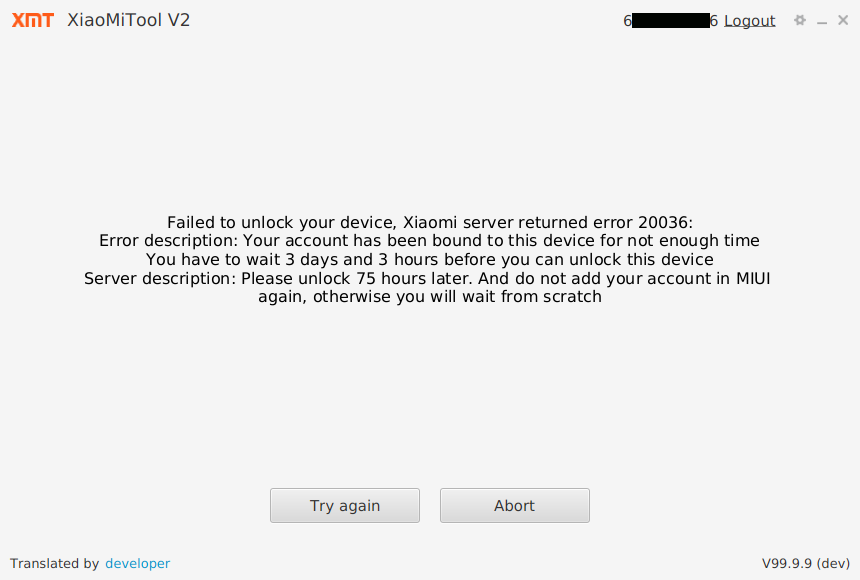 XMT XiaoMiTool V2 6 6 Logout
Failed to unlock your device, Xiaomi server returned error 20036:
Error description: Your account has been bound to this device for not enough time
You have to wait 3 days and 3 hours before you can unlock this device
Server description: Please unlock 75 hours later. And do not add your account in MIUI
again, otherwise you will wait from scratch
Try again Abort
Translated by developer V99.9.9 (dev)